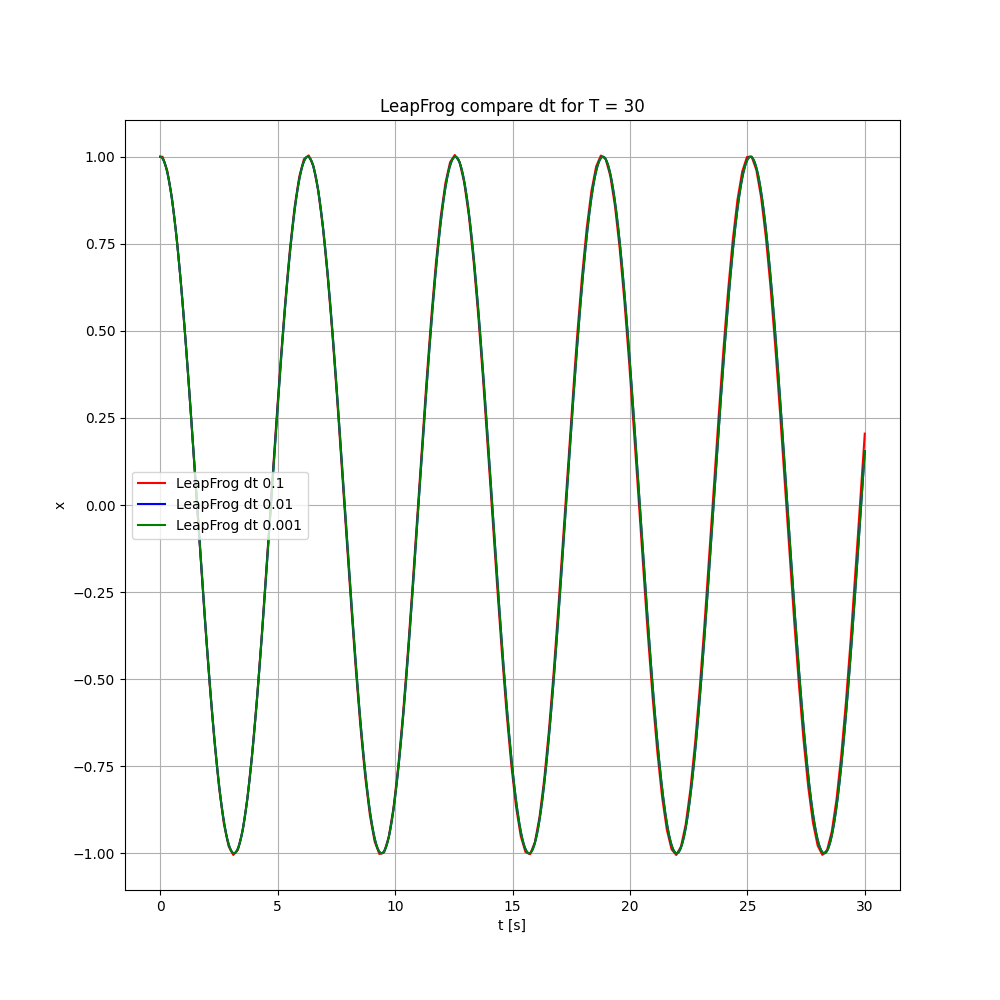 LeapFrog compare dt for T = 30
x
1.00
0.75
0.50
0.25
0.00
−0.25
−0.50
−0.75
−1.00
LeapFrog dt 0.1
LeapFrog dt 0.01
LeapFrog dt 0.001
0 5 10 15 20 25 30
t [s]